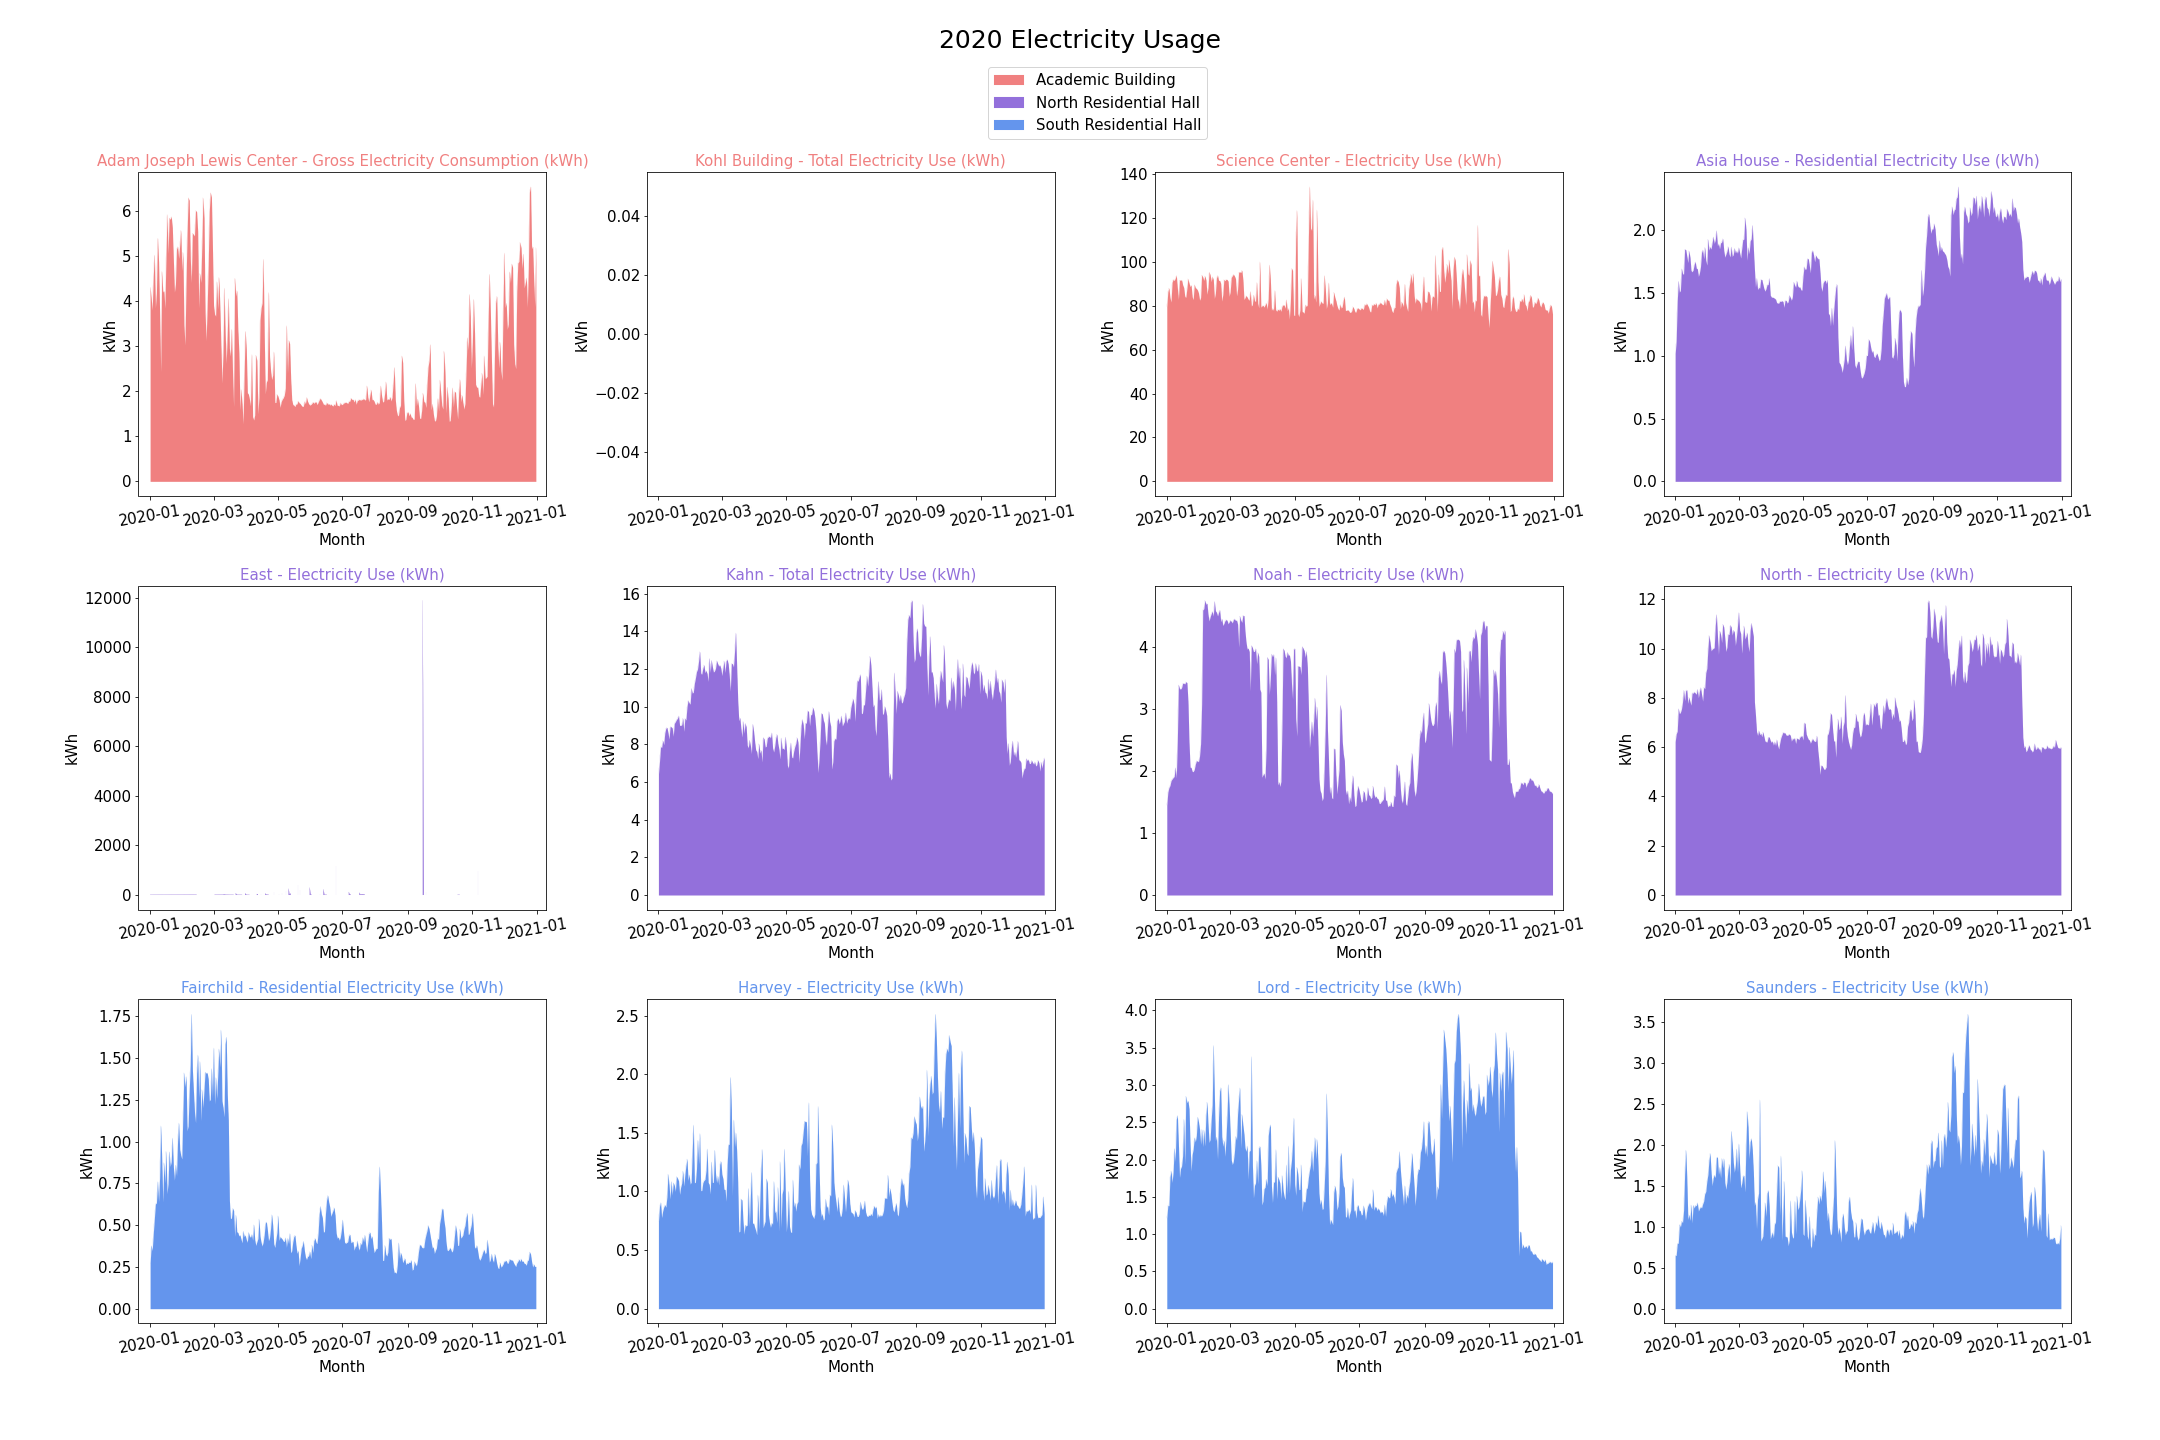 2020 Electricity Usage
Academic Building
North Residential Hall
South Residential Hall
Adam Joseph Lewis Center - Gross Electricity Consumption (kWh)
kWh
6
5
4
3
2
1
0
2020-01 2020-03 2020-05 2020-07 2020-09 2020-11 2021-01
Month
Kohl Building - Total Electricity Use (kWh)
kWh
0.04
0.02
0.00
−0.02
−0.04
2020-01 2020-03 2020-05 2020-07 2020-09 2020-11 2021-01
Month
Science Center - Electricity Use (kWh)
kWh
140
120
100
80
60
40
20
0
2020-01 2020-03 2020-05 2020-07 2020-09 2020-11 2021-01
Month
Asia House - Residential Electricity Use (kWh)
kWh
2.0
1.5
1.0
0.5
0.0
2020-01 2020-03 2020-05 2020-07 2020-09 2020-11 2021-01
Month
East - Electricity Use (kWh)
kWh
12000
10000
8000
6000
4000
2000
0
2020-01 2020-03 2020-05 2020-07 2020-09 2020-11 2021-01
Month
Kahn - Total Electricity Use (kWh)
kWh
16
14
12
10
8
6
4
2
0
2020-01 2020-03 2020-05 2020-07 2020-09 2020-11 2021-01
Month
Noah - Electricity Use (kWh)
kWh
4
3
2
1
0
2020-01 2020-03 2020-05 2020-07 2020-09 2020-11 2021-01
Month
North - Electricity Use (kWh)
kWh
12
10
8
6
4
2
0
2020-01 2020-03 2020-05 2020-07 2020-09 2020-11 2021-01
Month
Fairchild - Residential Electricity Use (kWh)
kWh
1.75
1.50
1.25
1.00
0.75
0.50
0.25
0.00
2020-01 2020-03 2020-05 2020-07 2020-09 2020-11 2021-01
Month
Harvey - Electricity Use (kWh)
kWh
2.5
2.0
1.5
1.0
0.5
0.0
2020-01 2020-03 2020-05 2020-07 2020-09 2020-11 2021-01
Month
Lord - Electricity Use (kWh)
kWh
4.0
3.5
3.0
2.5
2.0
1.5
1.0
0.5
0.0
2020-01 2020-03 2020-05 2020-07 2020-09 2020-11 2021-01
Month
Saunders - Electricity Use (kWh)
kWh
3.5
3.0
2.5
2.0
1.5
1.0
0.5
0.0
2020-01 2020-03 2020-05 2020-07 2020-09 2020-11 2021-01
Month